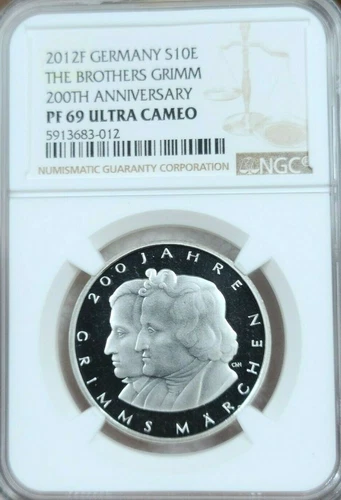 2012F GERMANY S10E
THE BROTHERS GRIMM
200TH ANNIVERSARY
PF 69 ULTRA CAMEO
5913683-012
NUMISMATIC GUARANTY CORPORATION
NGC
200 JAHRE
GRIMMS MÄRCHEN